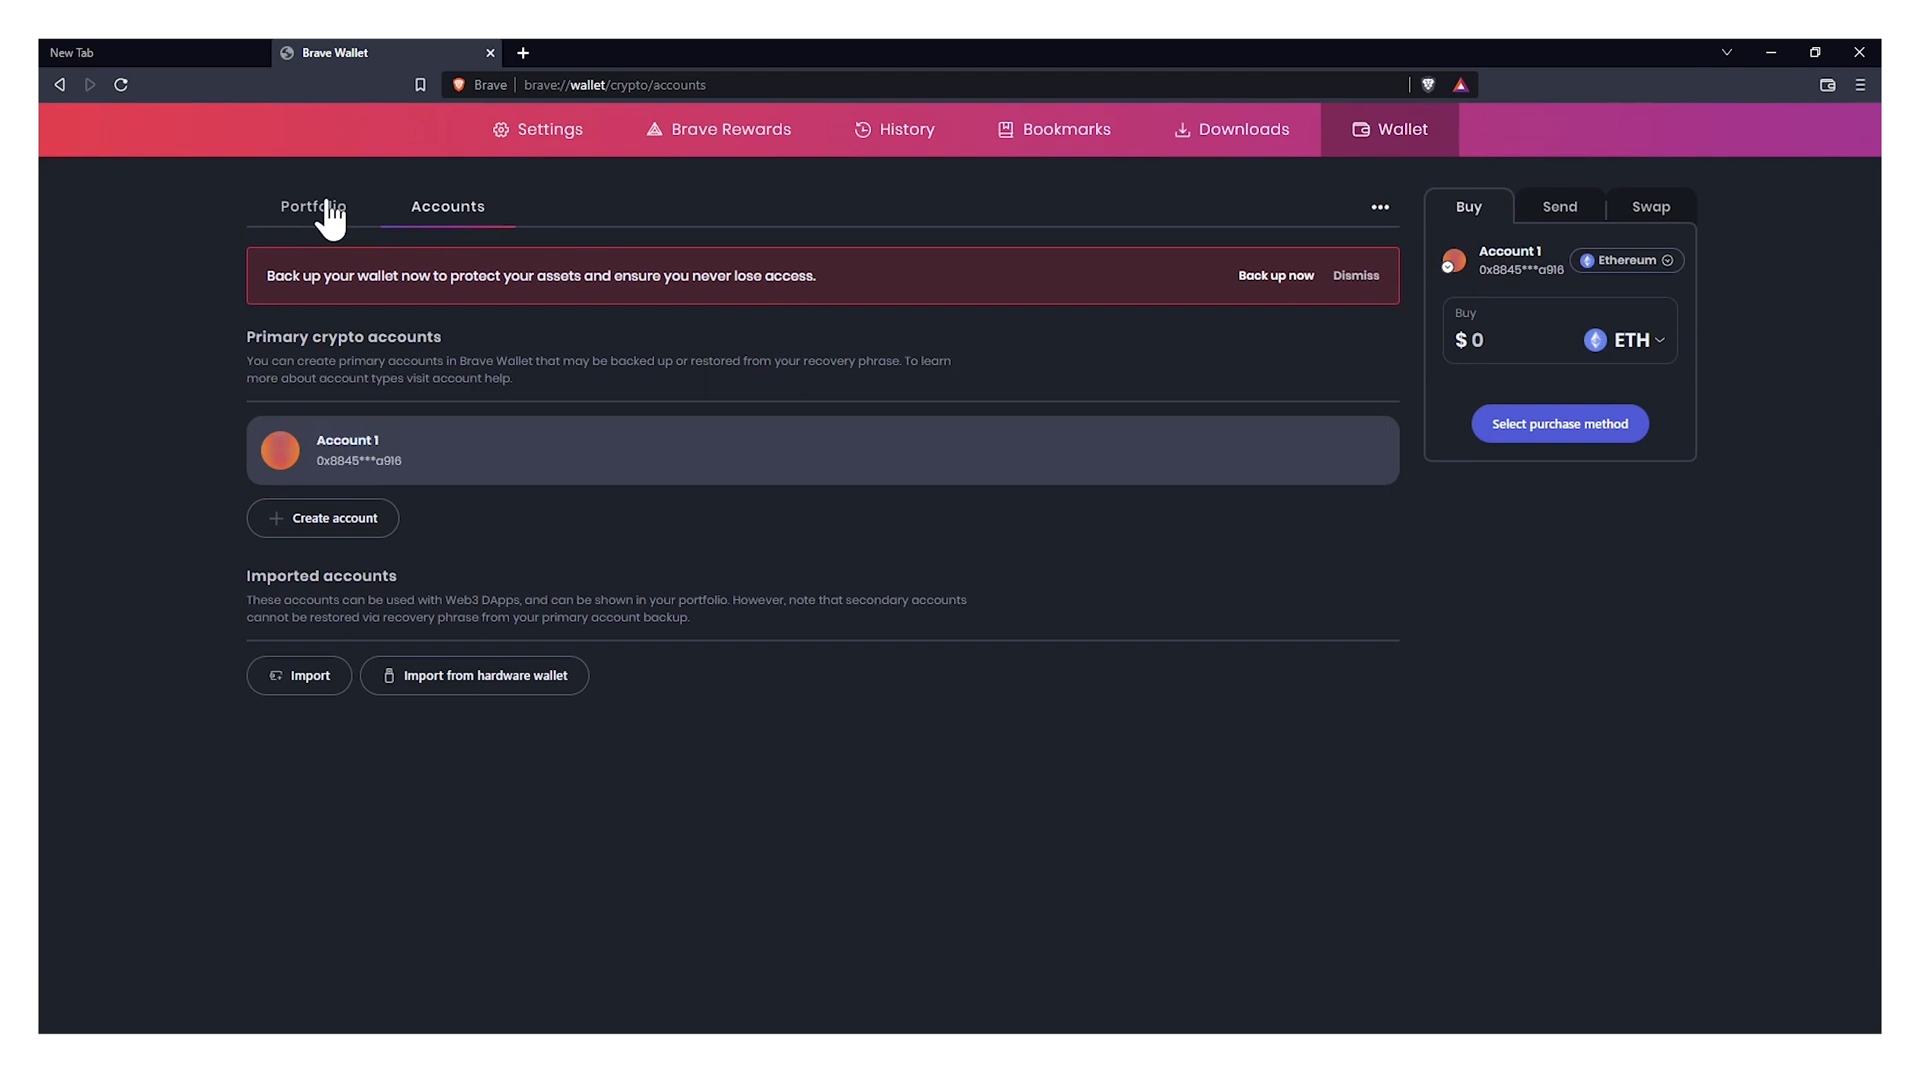 New Tab
Brave Wallet
Brave
brave://wallet/crypto/accounts
Settings
Brave Rewards
History
Bookmarks
Downloads
Wallet
Portfolio
Accounts
Back up your wallet now to protect your assets and ensure you never lose access.
Back up now
Dismiss
Primary crypto accounts
You can create primary accounts in Brave Wallet that may be backed up or restored from your recovery phrase. To learn
more about account types visit account help.
Account 1
0x8845***a916
Create account
Imported accounts
These accounts can be used with Web3 DApps, and can be shown in your portfolio. However, note that secondary accounts
cannot be restored via recovery phrase from your primary account backup.
Import
Import from hardware wallet
Buy
Send
Swap
Account 1
0x8845***a916
Ethereum
Buy
$ 0
ETH
Select purchase method